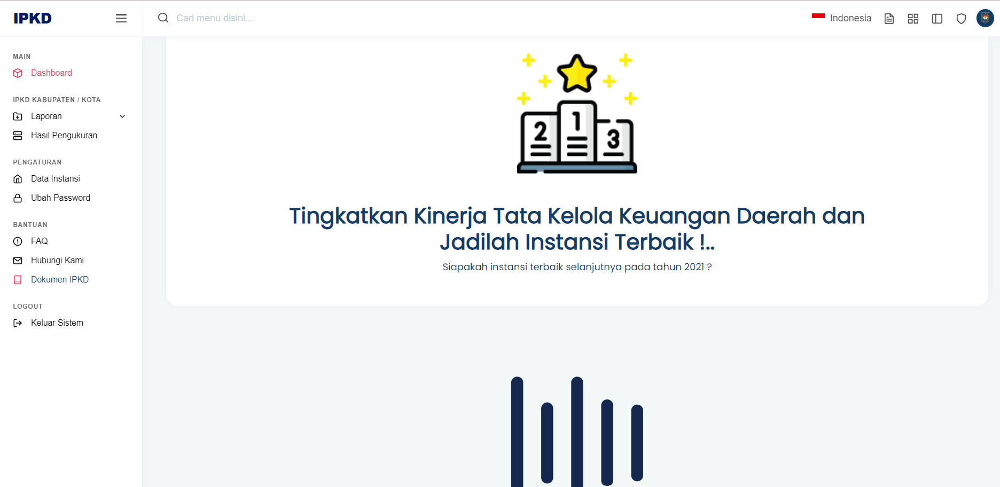 IPKD
Cari menu disini...
Indonesia
MAIN
Dashboard
IPKD KABUPATEN / KOTA
Laporan
Hasil Pengukuran
PENGATURAN
Data Instansi
Ubah Password
BANTUAN
FAQ
Hubungi Kami
Dokumen IPKD
LOGOUT
Keluar Sistem
2 1 3
Tingkatkan Kinerja Tata Kelola Keuangan Daerah dan
Jadilah Instansi Terbaik !..
Siapakah instansi terbaik selanjutnya pada tahun 2021 ?